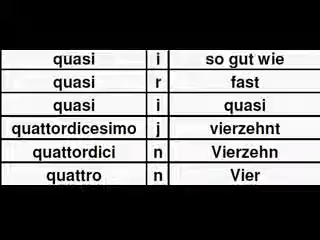 quasi i so gut wie
quasi r fast
quasi i quasi
quattordicesimo j vierzehnt
quattordici n Vierzehn
quattro n Vier